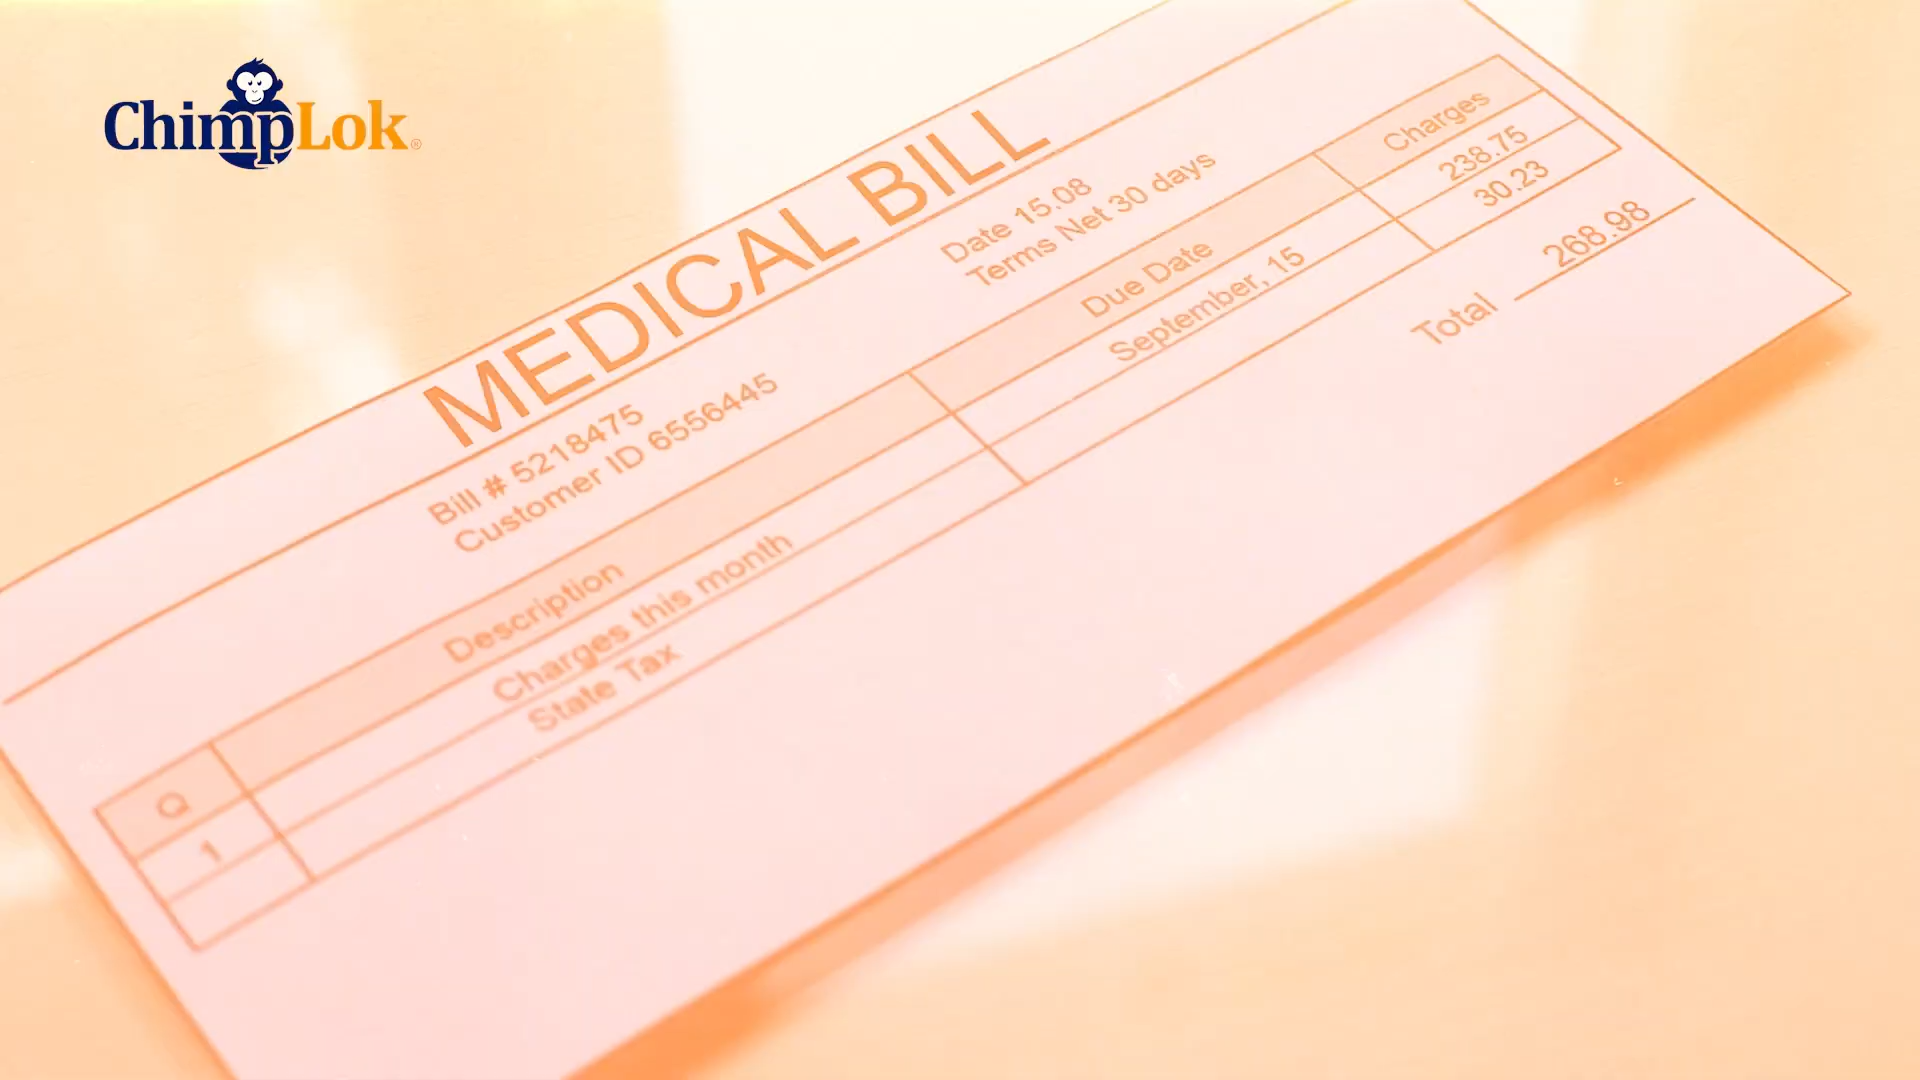 ChimpLok®
MEDICAL BILL
Bill # 5218475
Customer ID 6556445
Date 15.08
Terms Net 30 days
Q Description Due Date Charges
1 Charges this month September, 15 238.75
State Tax 30.23
Total 268.98